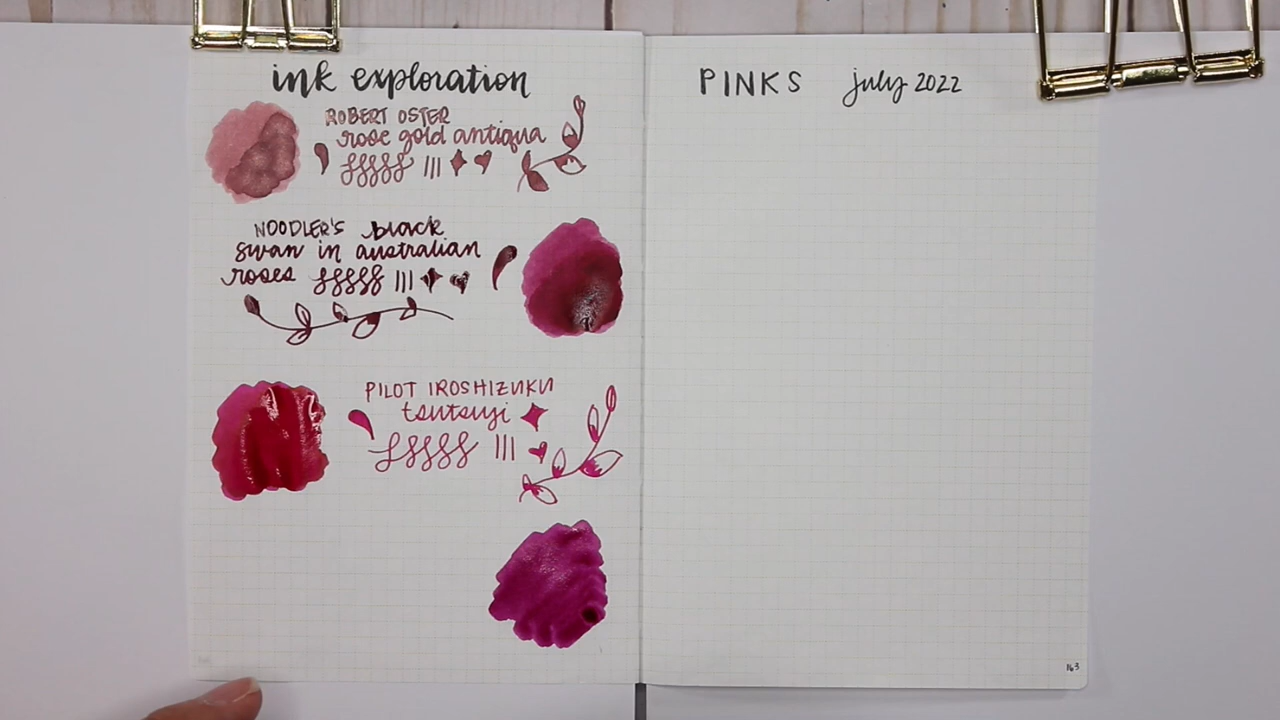 ink exploration
ROBERT OSTER
rose gold antiqua
NOODLER'S black
swan in australian
roses
PILOT IROSHIZUKU
tsutsuji
PINKS july 2022
163